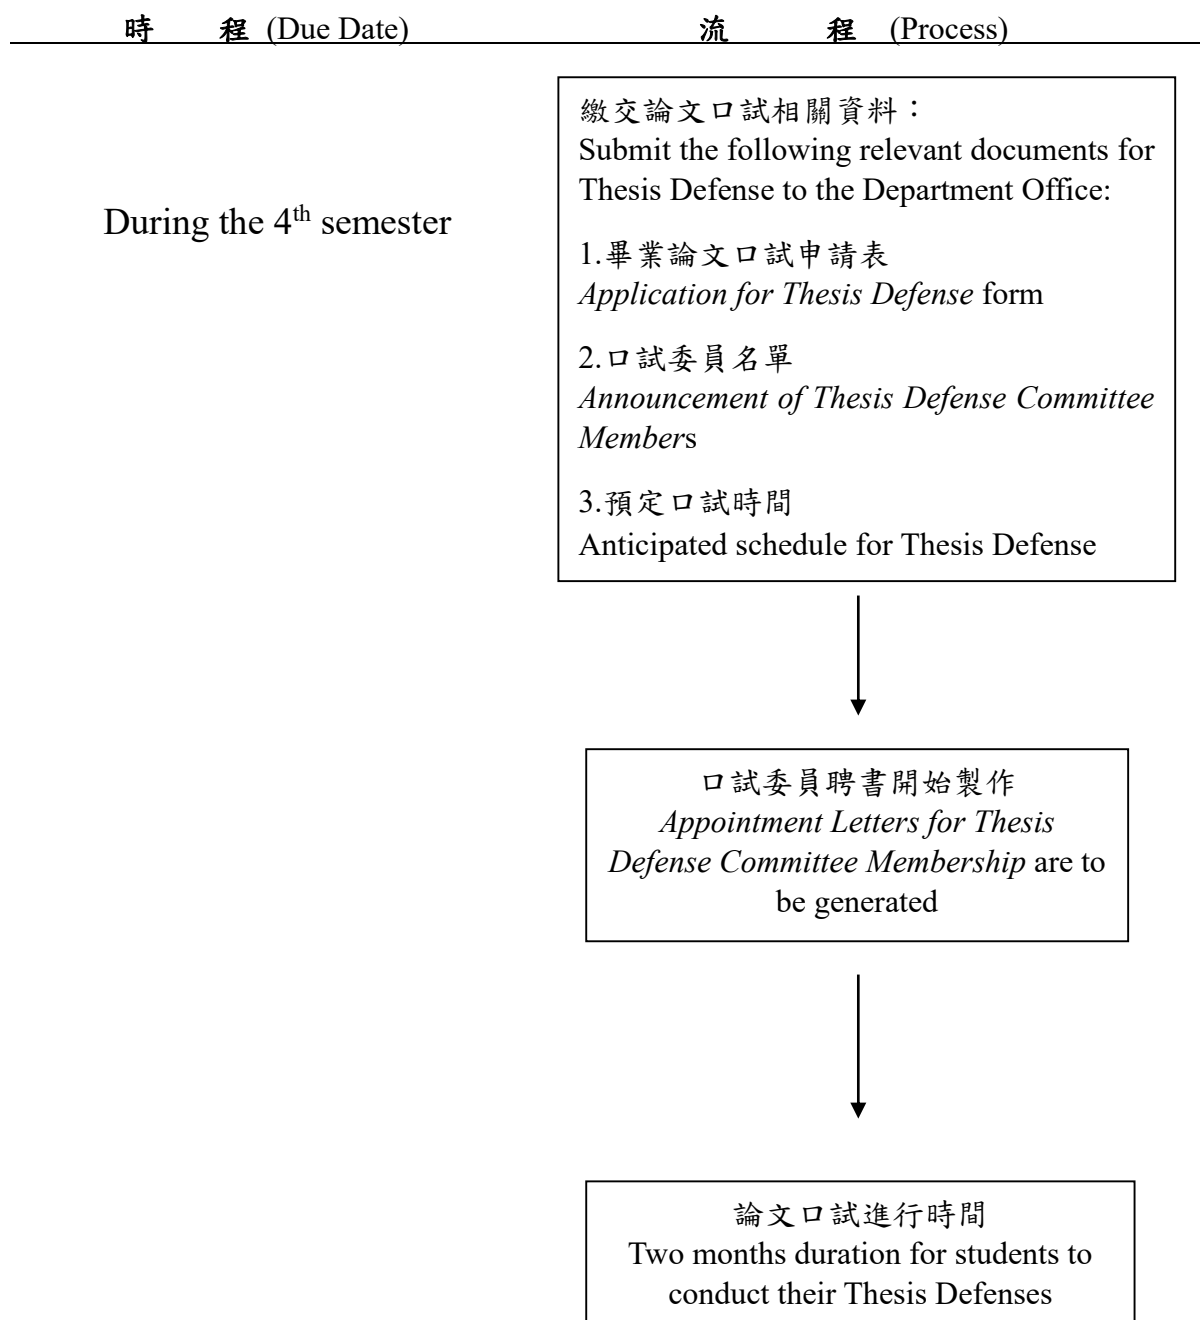 時 程 (Due Date) 流 程 (Process)
During the 4th semester
繳交論文口試相關資料：
Submit the following relevant documents for
Thesis Defense to the Department Office:
1.畢業論文口試申請表
Application for Thesis Defense form
2.口試委員名單
Announcement of Thesis Defense Committee
Members
3.預定口試時間
Anticipated schedule for Thesis Defense
口試委員聘書開始製作
Appointment Letters for Thesis
Defense Committee Membership are to
be generated
論文口試進行時間
Two months duration for students to
conduct their Thesis Defenses